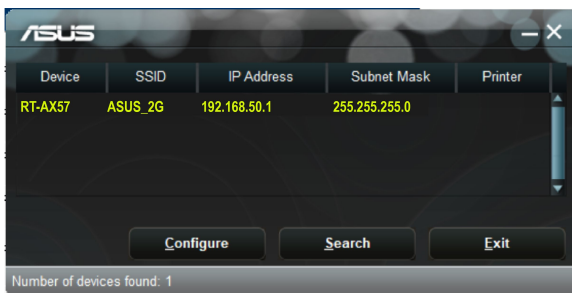 ASUS
Device SSID IP Address Subnet Mask Printer
RT-AX57 ASUS_2G 192.168.50.1 255.255.255.0
Configure Search Exit
Number of devices found: 1